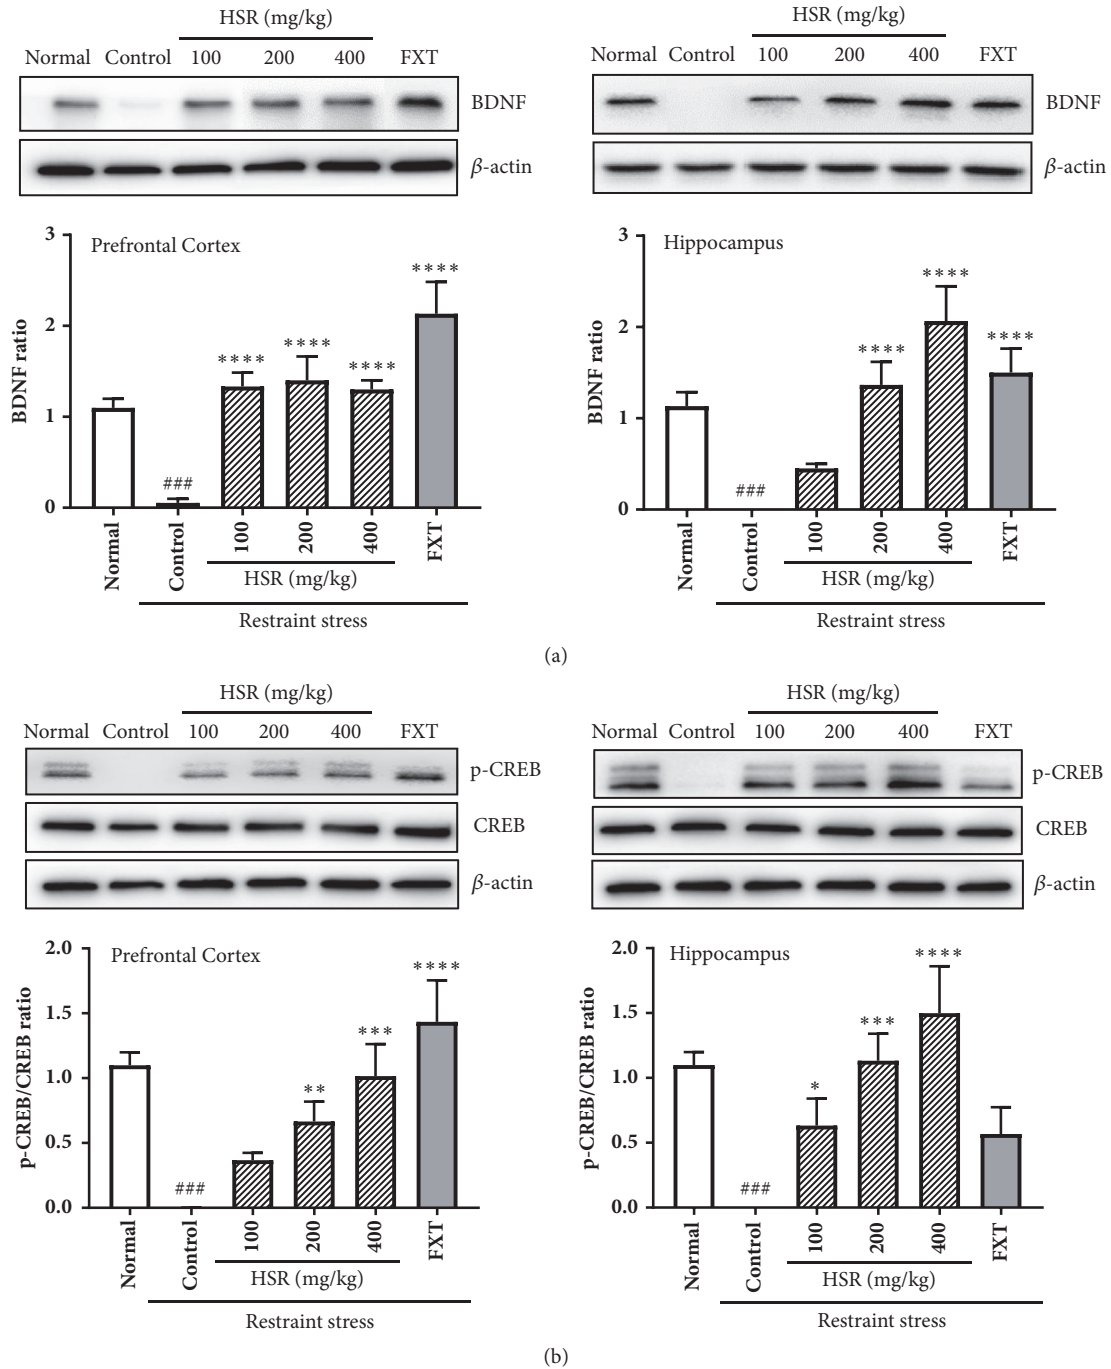 HSR (mg/kg)
Normal Control 100 200 400 FXT
BDNF
β-actin
3
2
1
0
BDNF ratio
Prefrontal Cortex
###
****
****
****
****
Normal
Control
100
200
400
FXT
HSR (mg/kg)
Restraint stress
HSR (mg/kg)
Normal Control 100 200 400 FXT
BDNF
β-actin
3
2
1
0
BDNF ratio
Hippocampus
###
****
****
****
Normal
Control
100
200
400
FXT
HSR (mg/kg)
Restraint stress
(a)
HSR (mg/kg)
Normal Control 100 200 400 FXT
p-CREB
CREB
β-actin
2.0
1.5
1.0
0.5
0.0
p-CREB/CREB ratio
Prefrontal Cortex
###
**
***
****
Normal
Control
100
200
400
FXT
HSR (mg/kg)
Restraint stress
HSR (mg/kg)
Normal Control 100 200 400 FXT
p-CREB
CREB
β-actin
2.0
1.5
1.0
0.5
0.0
p-CREB/CREB ratio
Hippocampus
###
*
***
****
Normal
Control
100
200
400
FXT
HSR (mg/kg)
Restraint stress
(b)